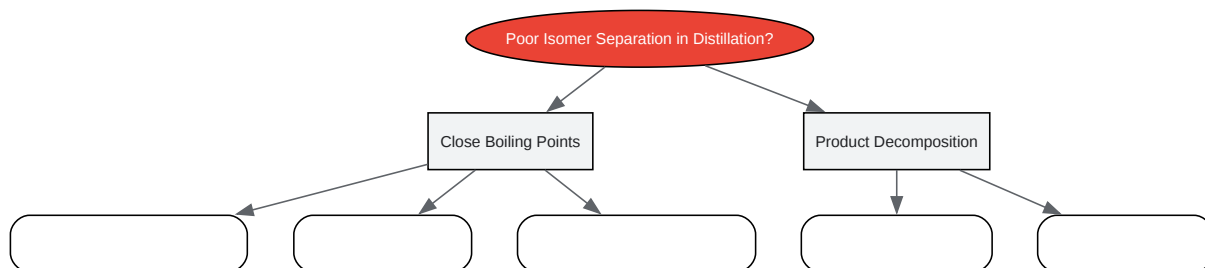 Poor Isomer Separation in Distillation?
Close Boiling Points
Product Decomposition